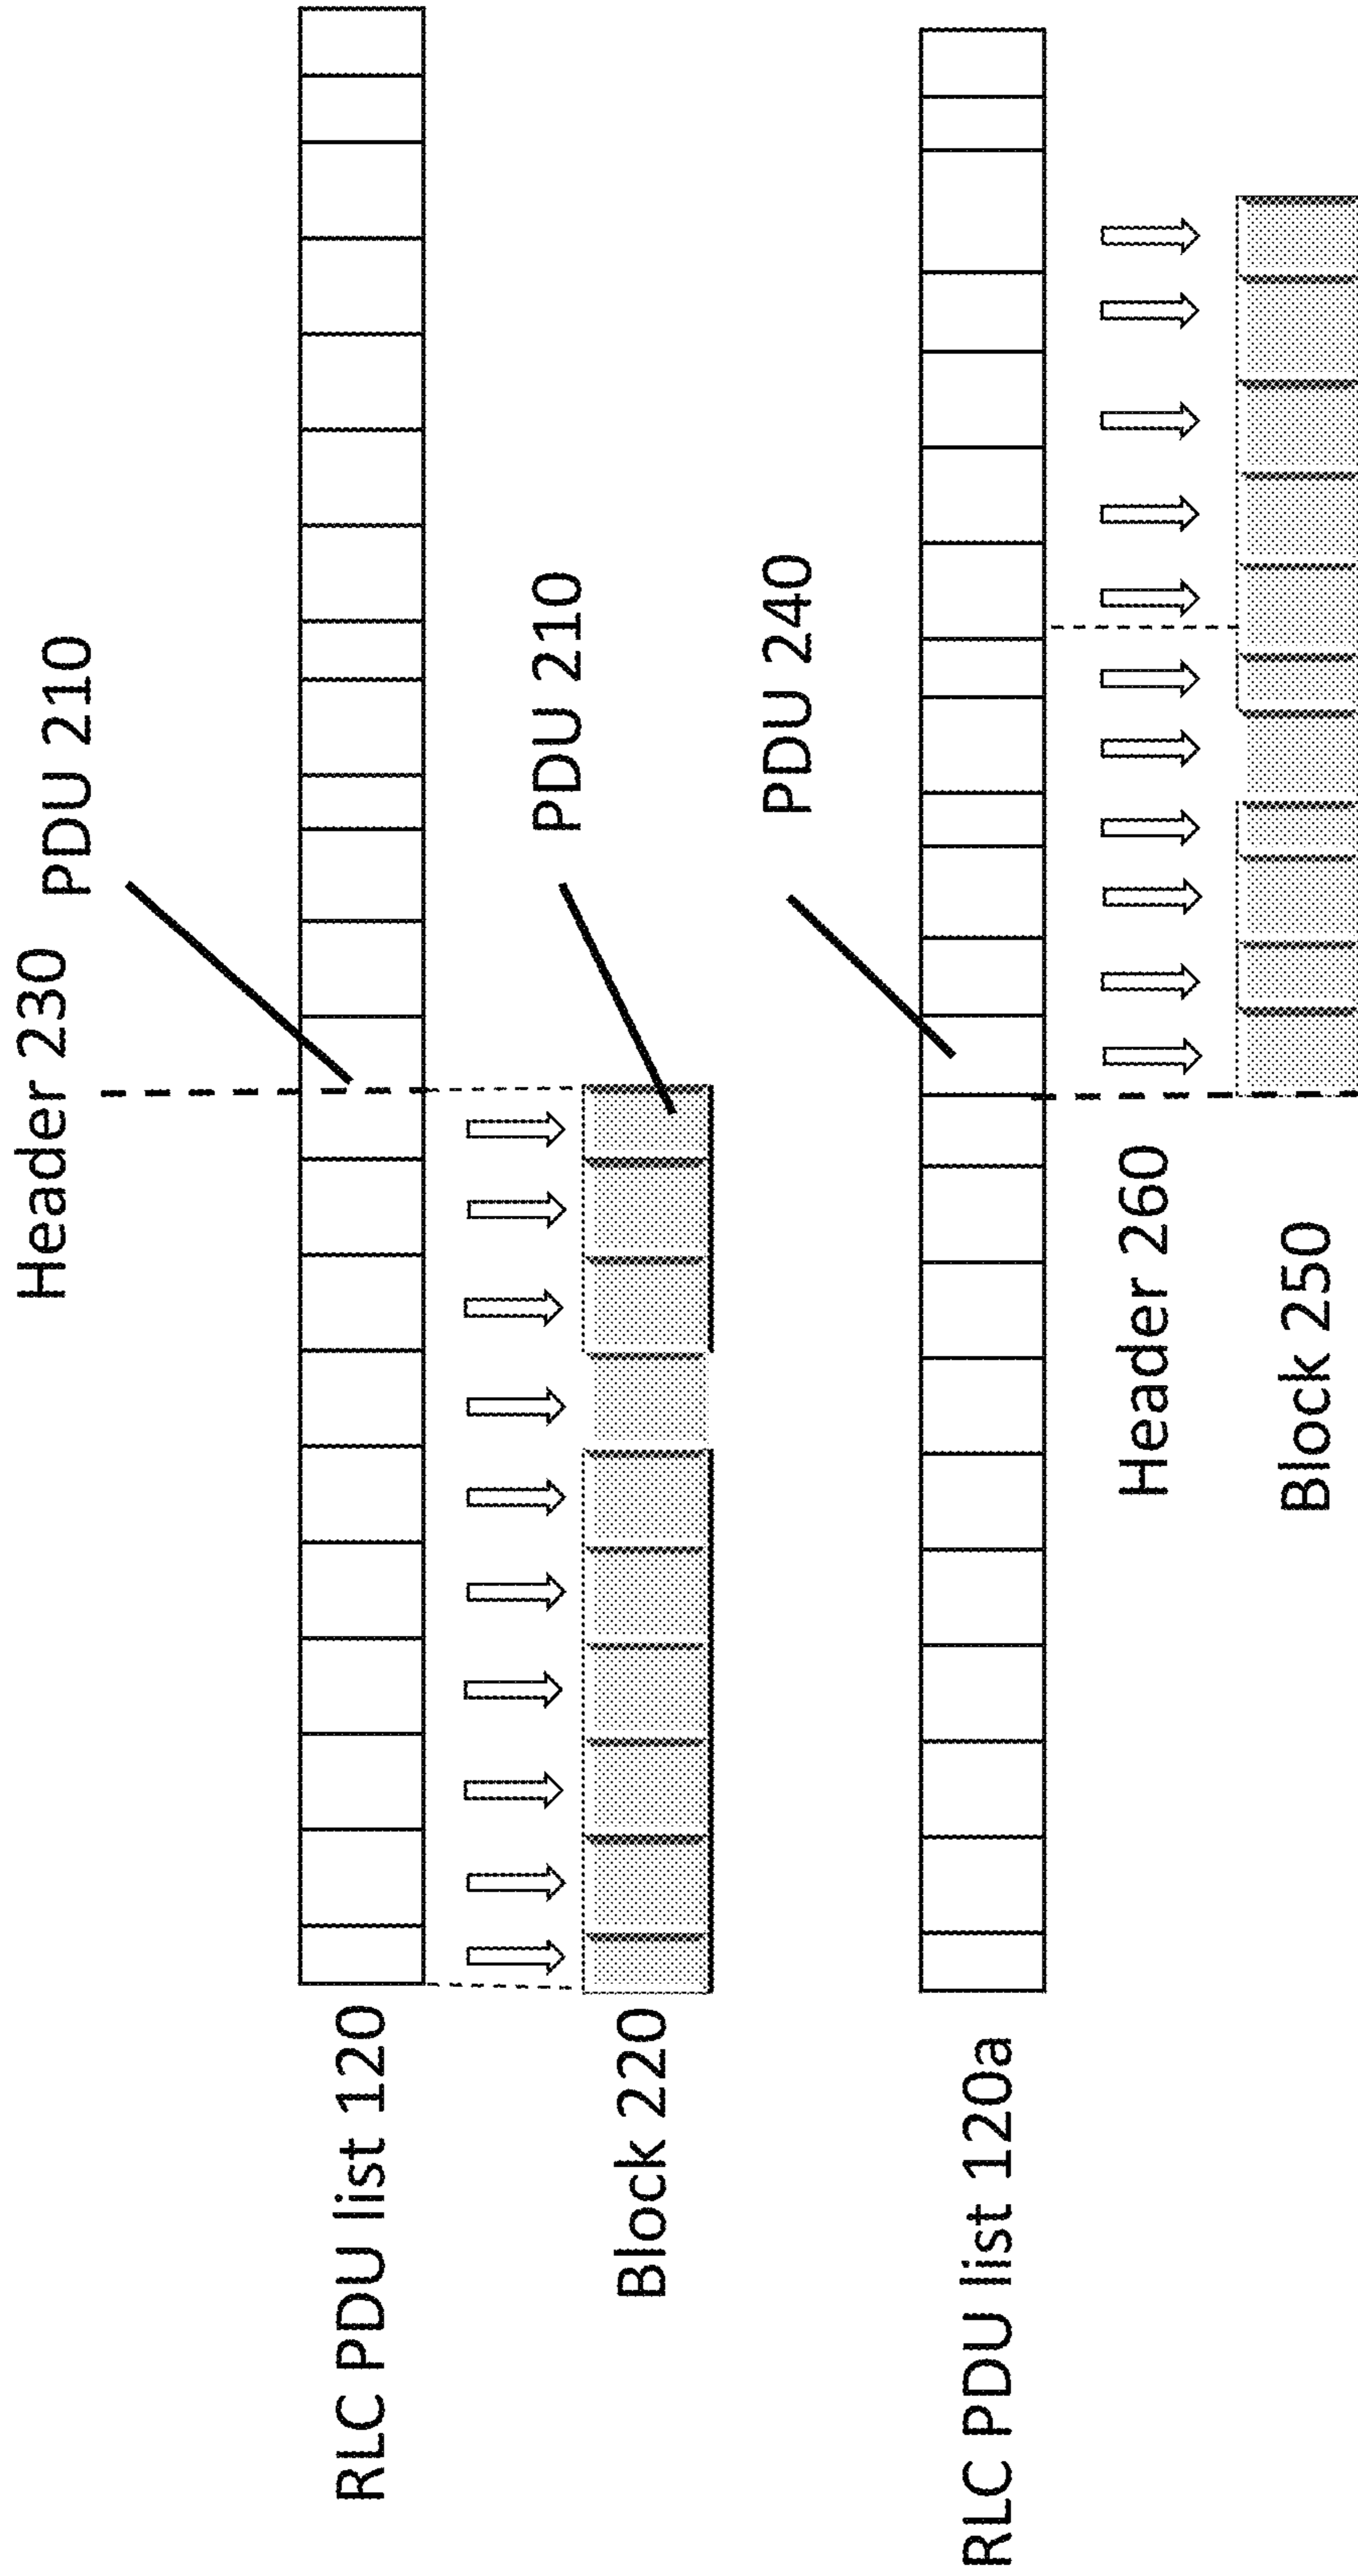 Header 230
PDU 210
RLC PDU list 120
PDU 210
Block 220
PDU 240
RLC PDU list 120a
Header 260
Block 250